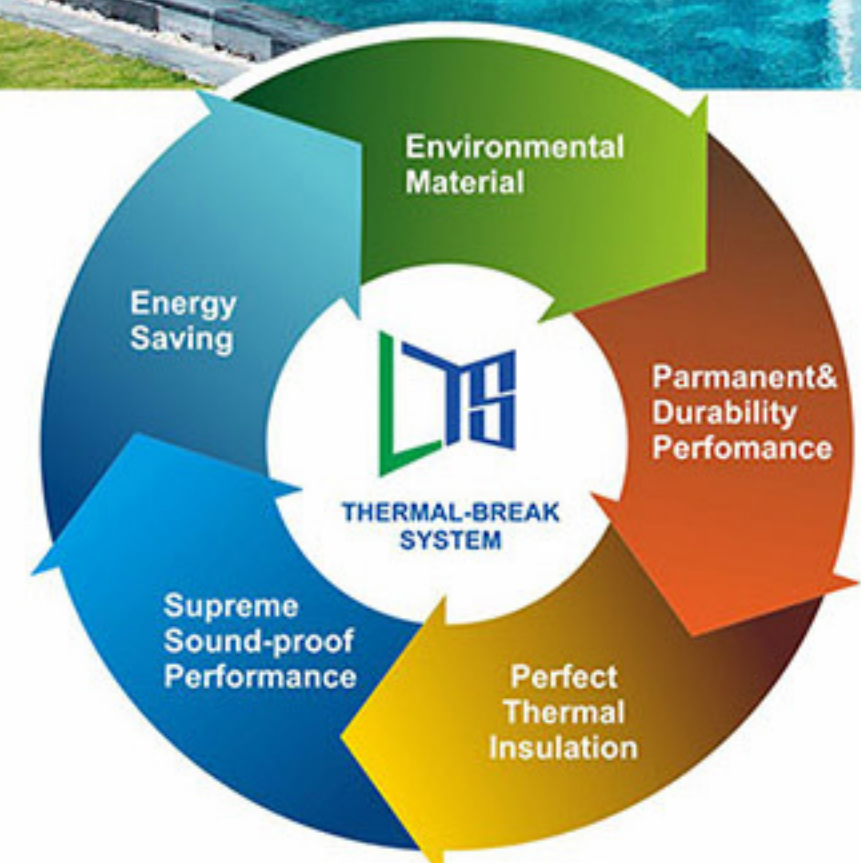 Environmental
Material
Parmanent&
Durability
Perfomance
Perfect
Thermal
Insulation
Supreme
Sound-proof
Performance
Energy
Saving
LTS
THERMAL-BREAK
SYSTEM